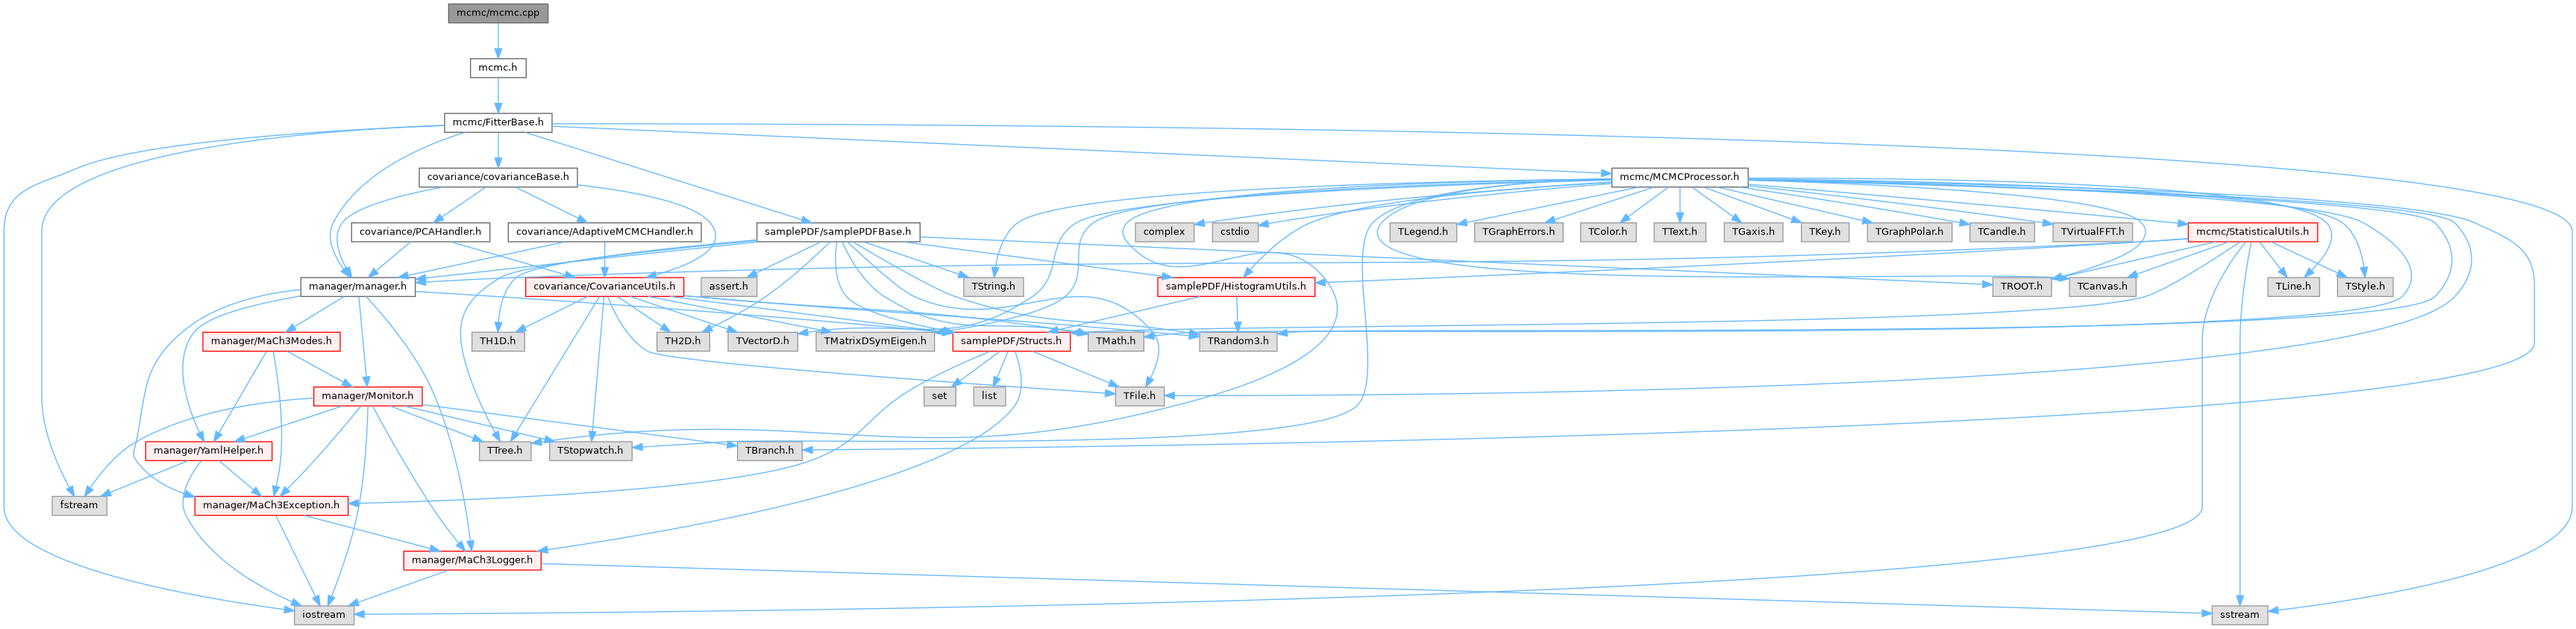 mcmc/mcmc.cpp
mcmc.h
mcmc/FitterBase.h
covariance/covarianceBase.h
mcmc/MCMCProcessor.h
covariance/PCAHandler.h
covariance/AdaptiveMCMCHandler.h
samplePDF/samplePDFBase.h
complex
cstdio
TLegend.h
TGraphErrors.h
TColor.h
TText.h
TGaxis.h
TKey.h
TGraphPolar.h
TCandle.h
TVirtualFFT.h
mcmc/StatisticalUtils.h
manager/manager.h
covariance/CovarianceUtils.h
assert.h
TString.h
samplePDF/HistogramUtils.h
TROOT.h
TCanvas.h
TLine.h
TStyle.h
manager/MaCh3Modes.h
TH1D.h
TH2D.h
TVectorD.h
TMatrixDSymEigen.h
samplePDF/Structs.h
TMath.h
TRandom3.h
manager/Monitor.h
set
list
TFile.h
manager/YamlHelper.h
TTree.h
TStopwatch.h
TBranch.h
fstream
manager/MaCh3Exception.h
manager/MaCh3Logger.h
iostream
sstream